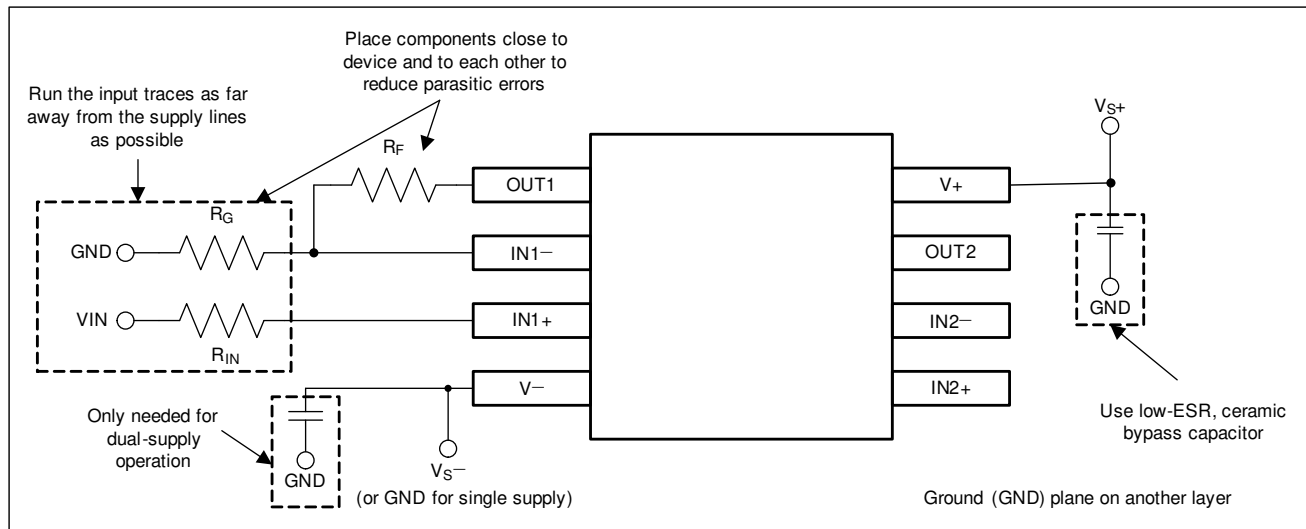 Place components close to
device and to each other to
reduce parasitic errors
Run the input traces as far
away from the supply lines
as possible
VS+
RF
OUT1
V+
RG
GND
IN1−
OUT2
GND
VIN
IN1+
IN2−
RIN
V−
IN2+
Only needed for
dual-supply
operation
GND
VS−
(or GND for single supply)
Use low-ESR, ceramic
bypass capacitor
Ground (GND) plane on another layer